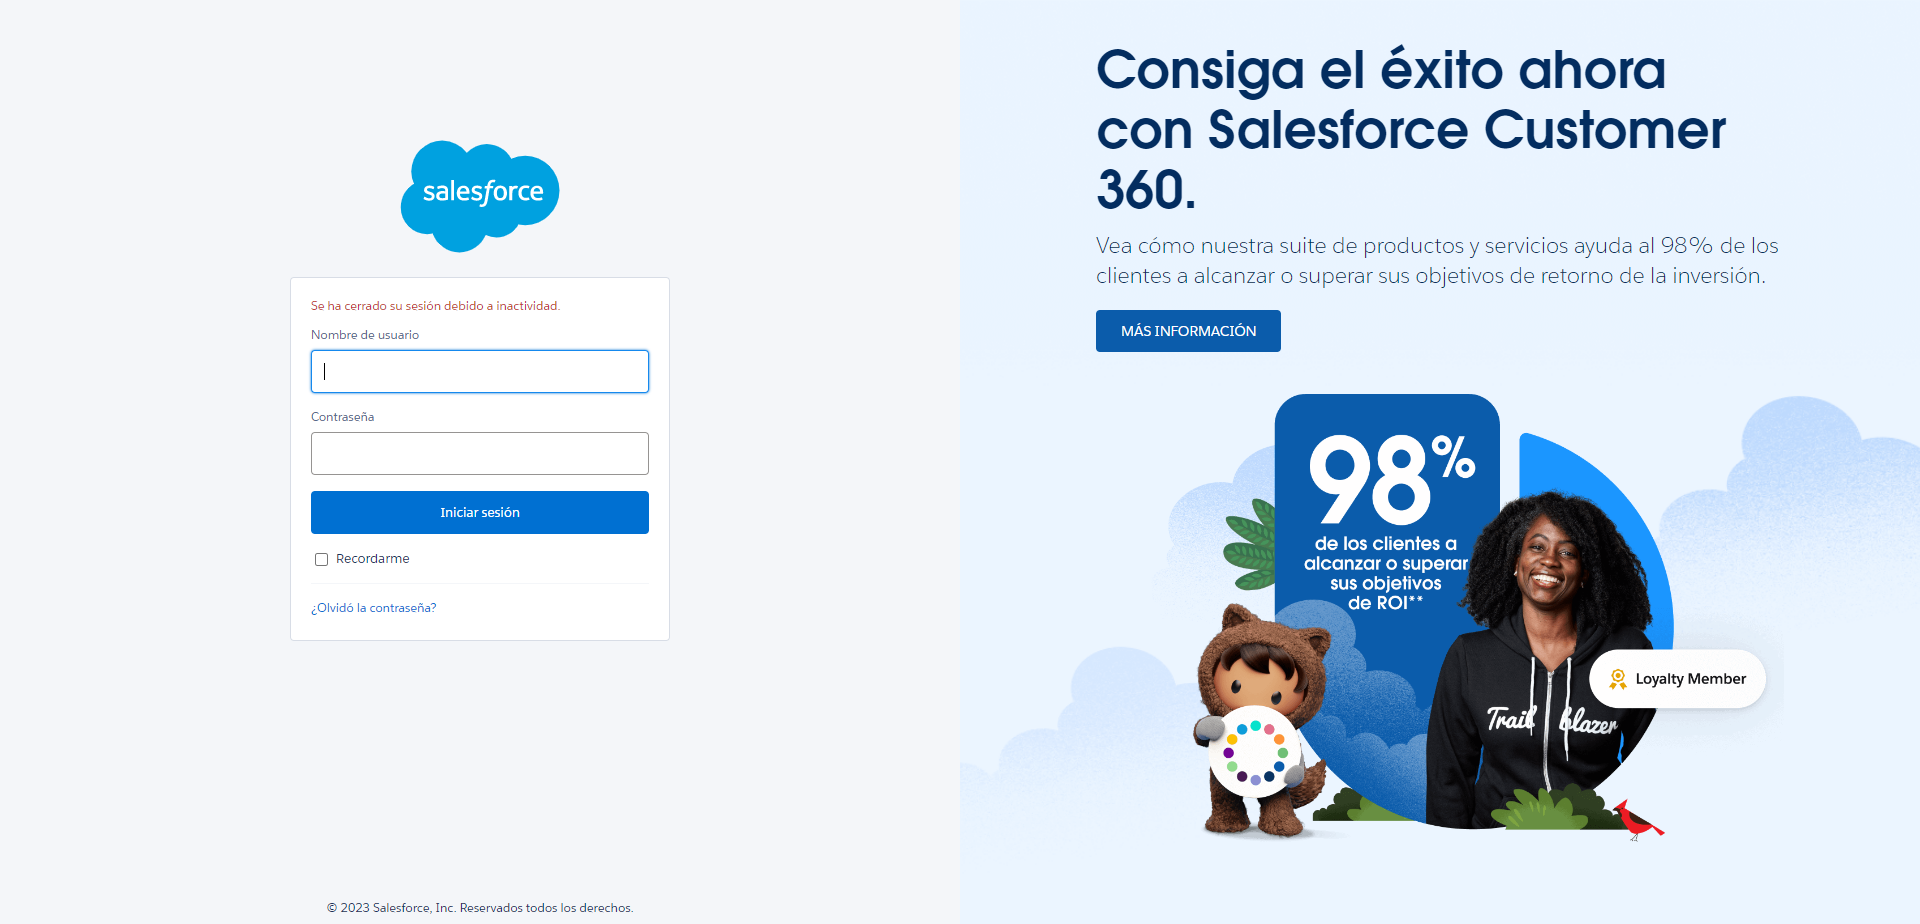 salesforce
Se ha cerrado su sesión debido a inactividad.
Nombre de usuario
Contraseña
Iniciar sesión
Recordarme
¿Olvidó la contraseña?
© 2023 Salesforce, Inc. Reservados todos los derechos.
Consiga el éxito ahora
con Salesforce Customer
360.
Vea cómo nuestra suite de productos y servicios ayuda al 98% de los
clientes a alcanzar o superar sus objetivos de retorno de la inversión.
MÁS INFORMACIÓN
98%
de los clientes a
alcanzar o superar
sus objetivos
de ROI**
Loyalty Member
Trail blazer